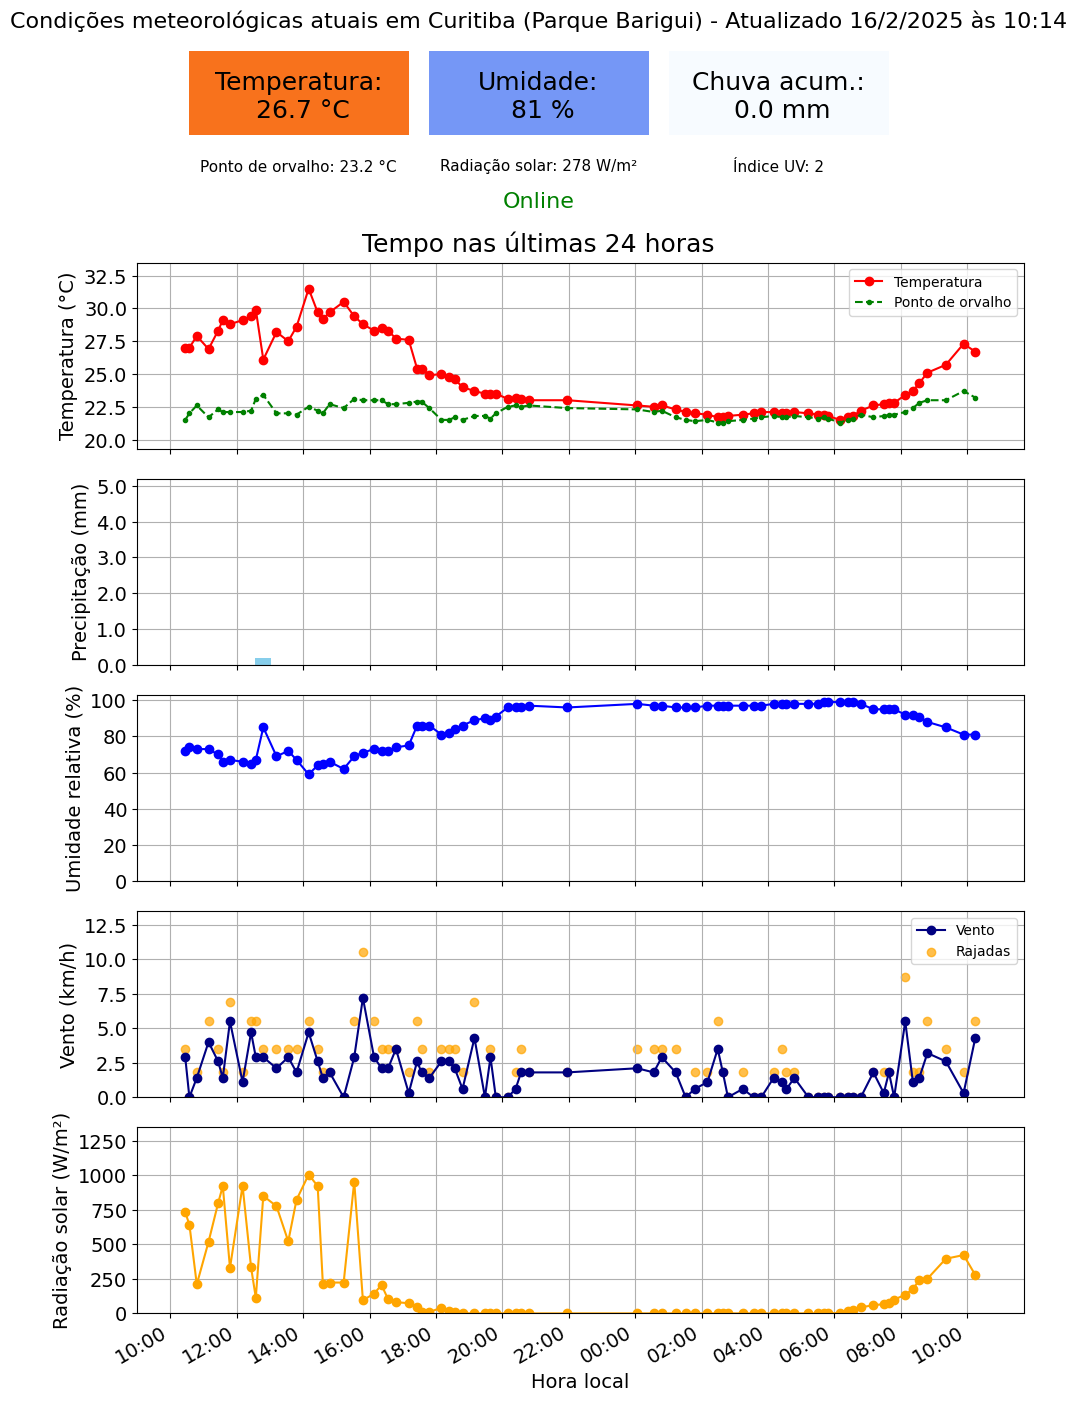 Condições meteorológicas atuais em Curitiba (Parque Barigui) - Atualizado 16/2/2025 às 10:14
Temperatura:
26.7 °C
Umidade:
81 %
Chuva acum.:
0.0 mm
Ponto de orvalho: 23.2 °C
Radiação solar: 278 W/m²
Índice UV: 2
Online
Tempo nas últimas 24 horas
Temperatura (°C)
32.5
30.0
27.5
25.0
22.5
20.0
Temperatura
Ponto de orvalho
Precipitação (mm)
5.0
4.0
3.0
2.0
1.0
0.0
Umidade relativa (%)
100
80
60
40
20
0
Vento (km/h)
12.5
10.0
7.5
5.0
2.5
0.0
Vento
Rajadas
Radiação solar (W/m²)
1250
1000
750
500
250
0
10:00
12:00
14:00
16:00
18:00
20:00
22:00
00:00
02:00
04:00
06:00
08:00
10:00
Hora local